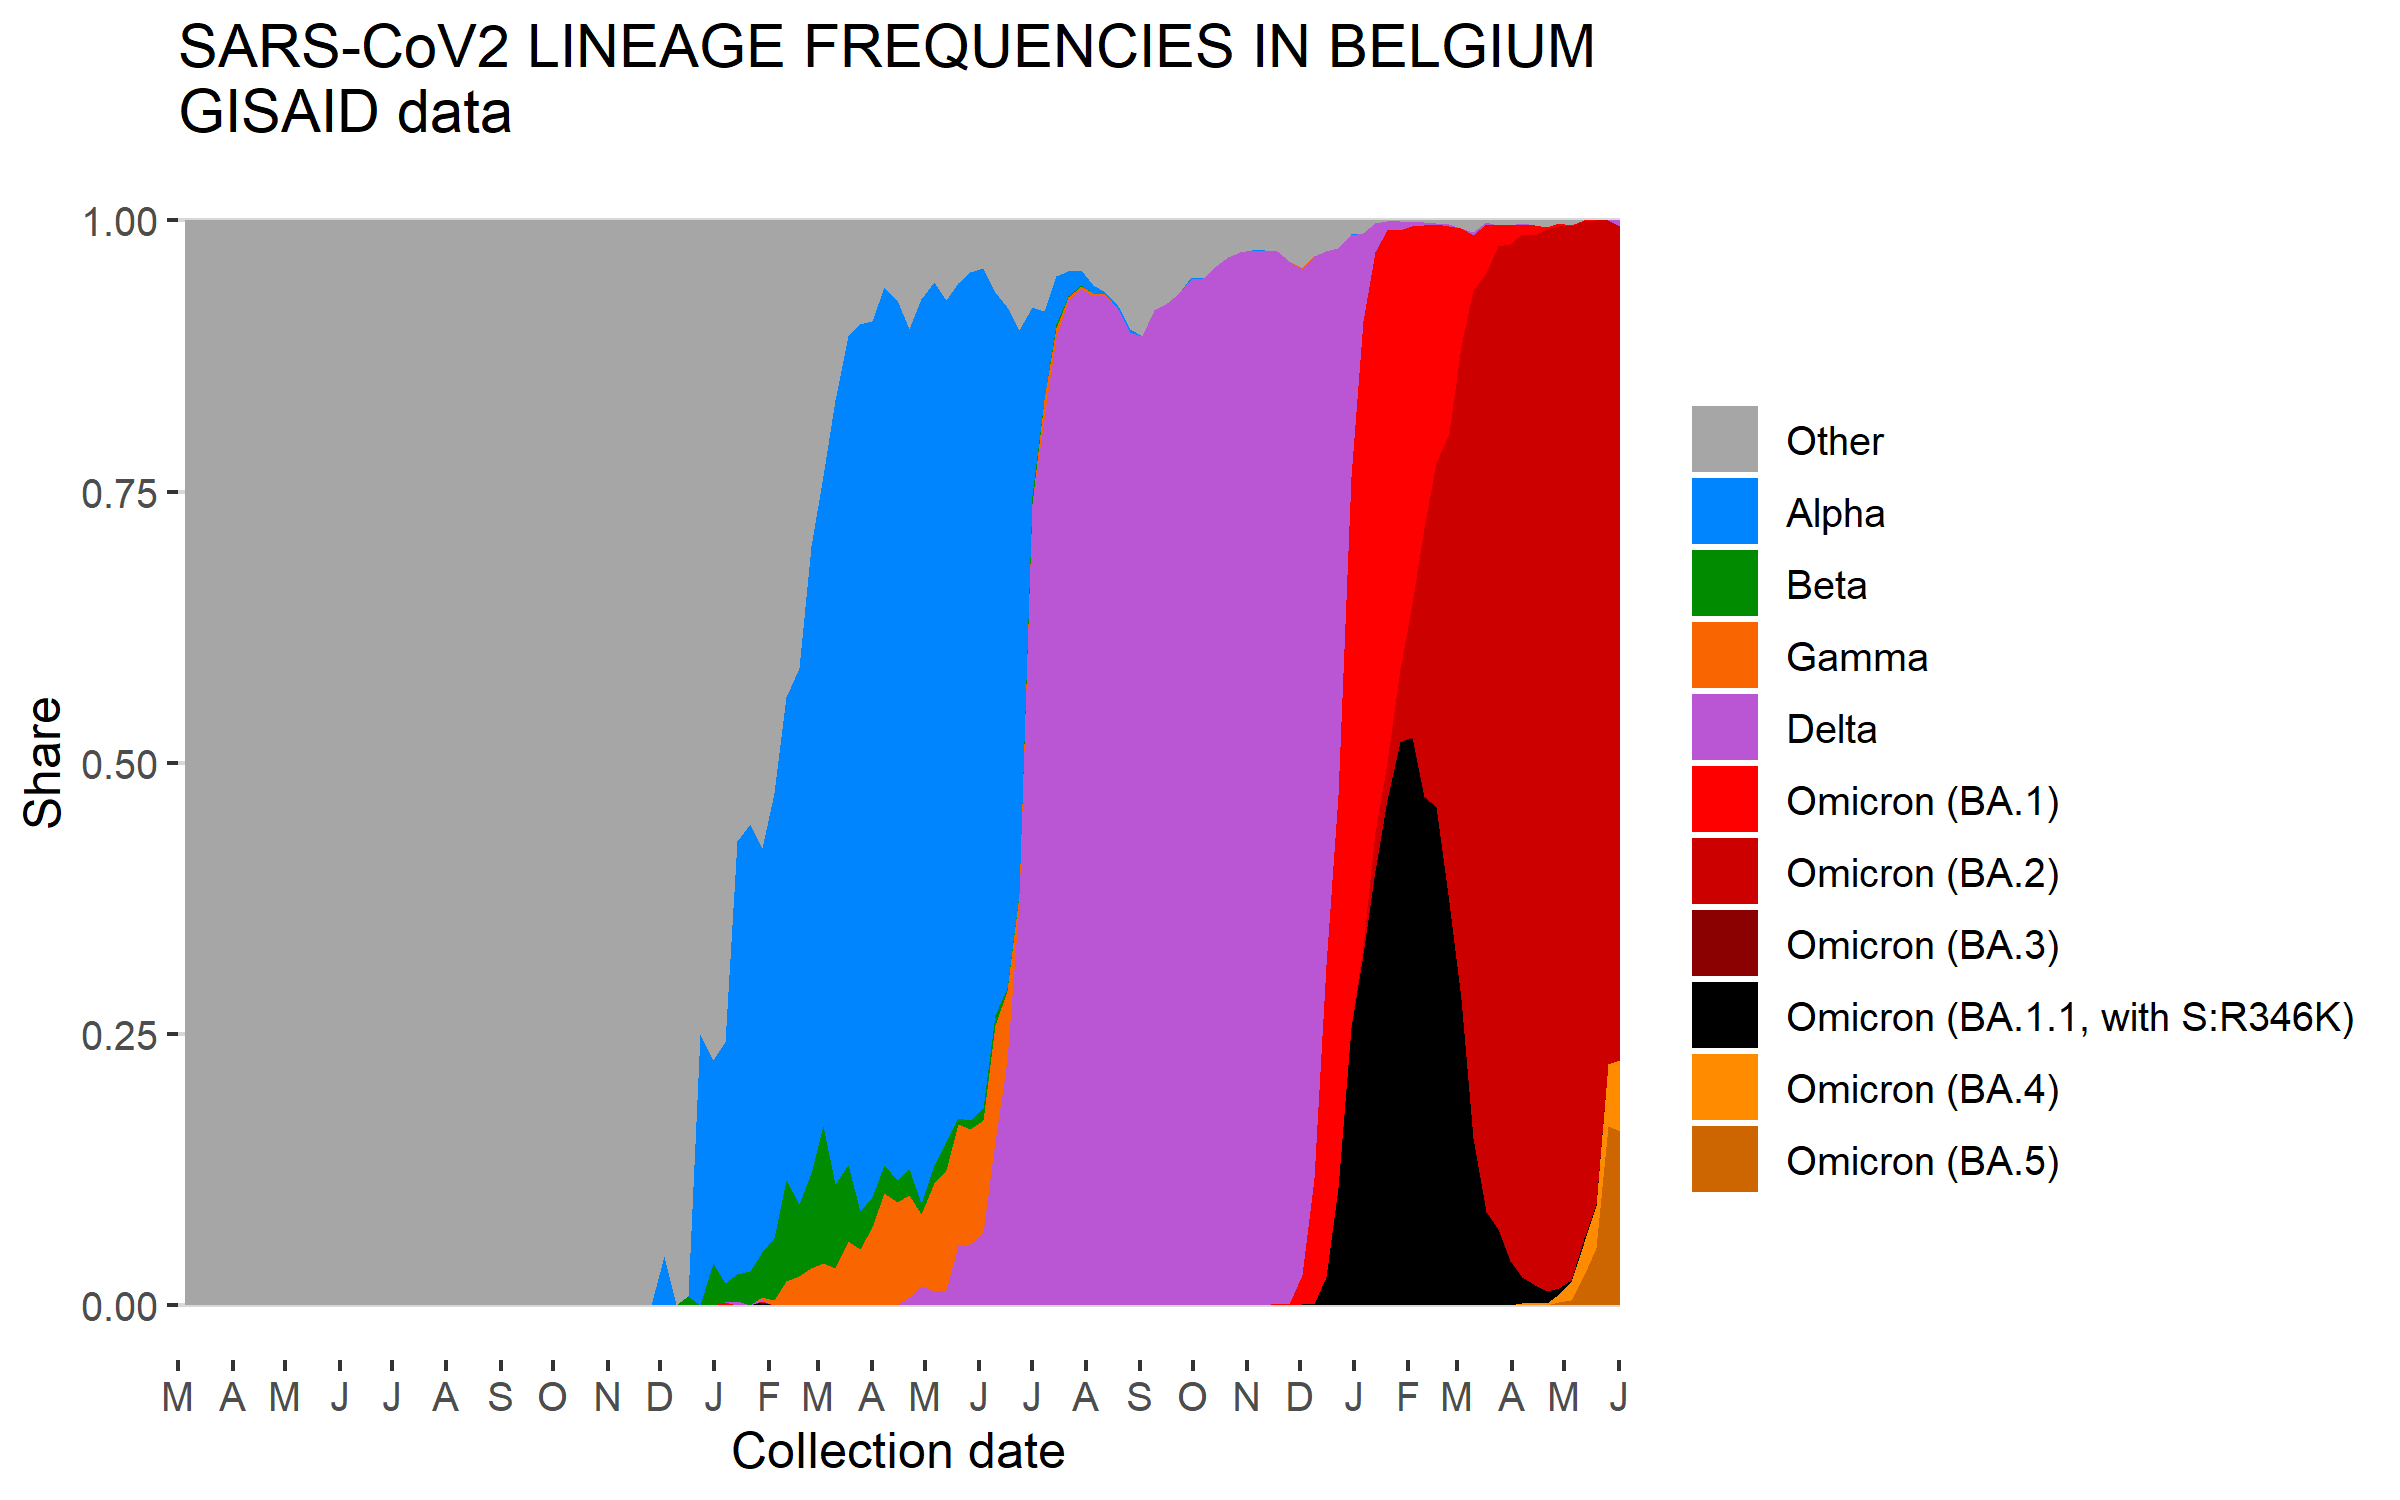 SARS-CoV2 LINEAGE FREQUENCIES IN BELGIUM
GISAID data
1.00
0.75
0.50
0.25
0.00
Share
M A M J J A S O N D J F M A M J J A S O N D J F M A M J
Collection date
Other
Alpha
Beta
Gamma
Delta
Omicron (BA.1)
Omicron (BA.2)
Omicron (BA.3)
Omicron (BA.1.1, with S:R346K)
Omicron (BA.4)
Omicron (BA.5)